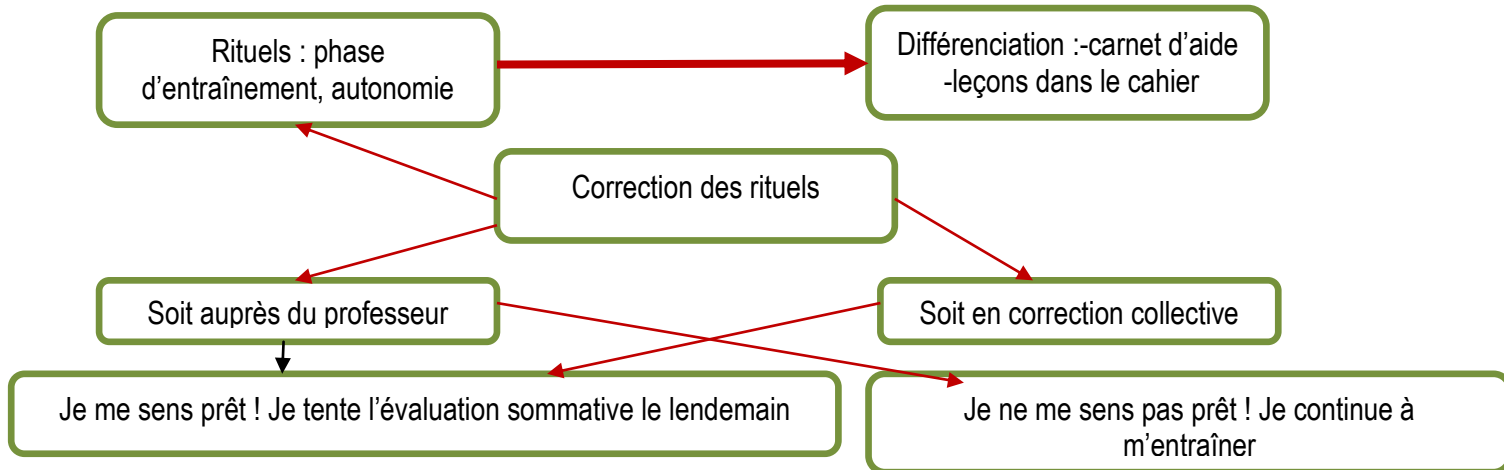 Rituels : phase
d’entraînement, autonomie
Différenciation :-carnet d’aide
-leçons dans le cahier
Correction des rituels
Soit auprès du professeur
Soit en correction collective
Je me sens prêt ! Je tente l’évaluation sommative le lendemain
Je ne me sens pas prêt ! Je continue à
m’entraîner